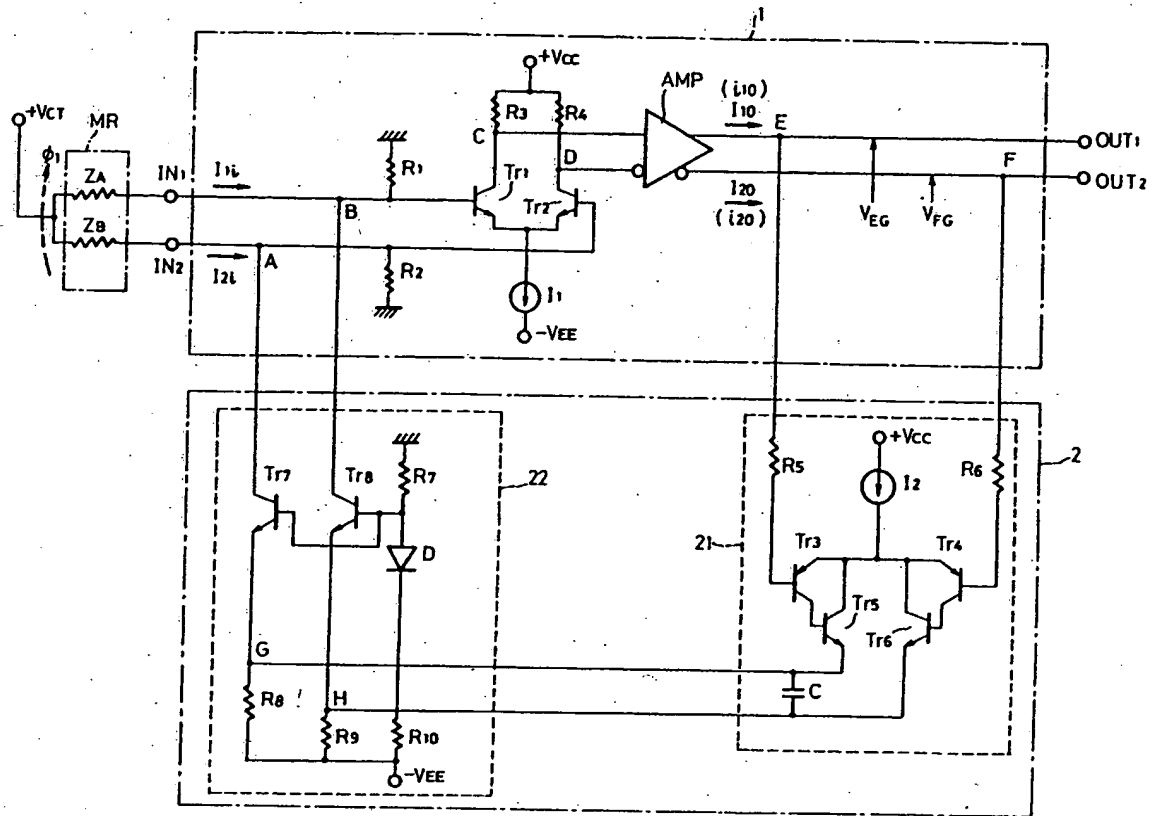 1
+VCC
AMP
(i10)
I10
E
OUT1
+VCT
MR
R3
R4
C
D
F
OUT2
φ1
ZA
IN1
I1i
R1
B
Tr1
Tr2
I20
(i20)
VEG
VFG
ZB
IN2
I2i
A
R2
I1
-VEE
+VCC
R7
R5
R6
2
Tr7
Tr8
22
I2
D
21
Tr3
Tr4
Tr5
Tr6
G
C
R8
H
R9
R10
-VEE